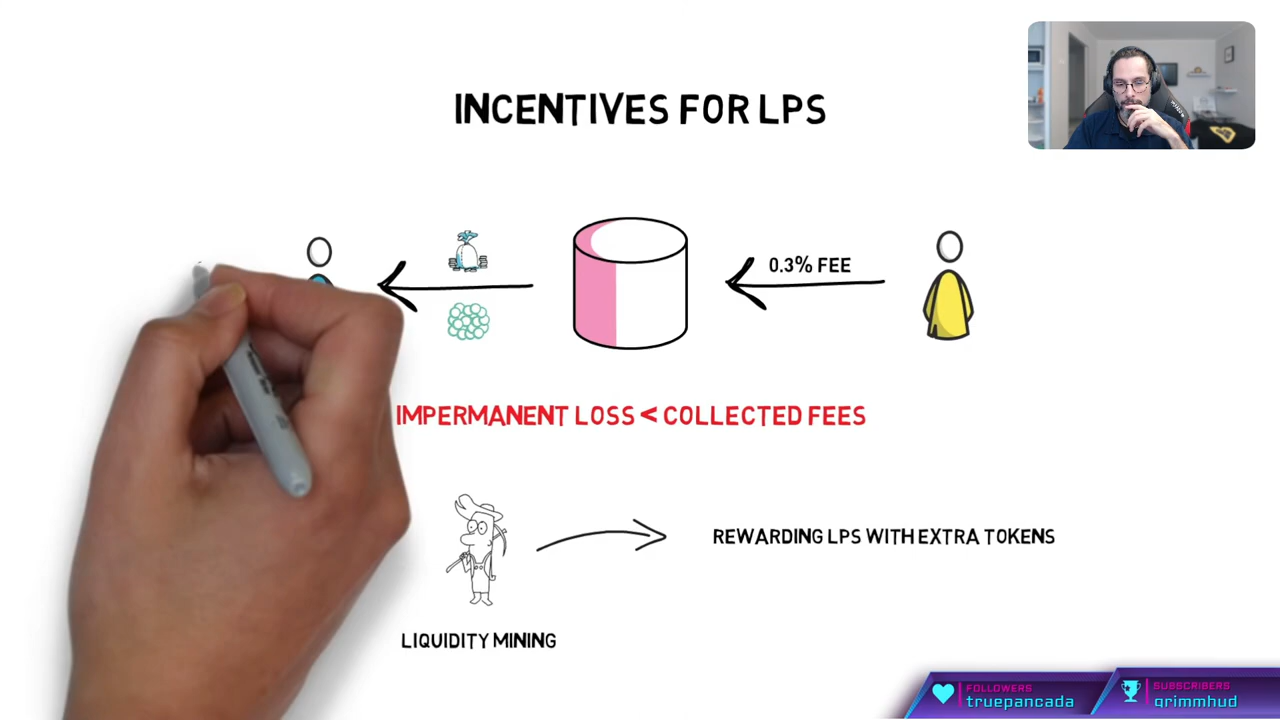 INCENTIVES FOR LPS
0.3% FEE
IMPERMANENT LOSS < COLLECTED FEES
REWARDING LPS WITH EXTRA TOKENS
LIQUIDITY MINING
FOLLOWERS
truepancada
SUBSCRIBERS
grimmhud